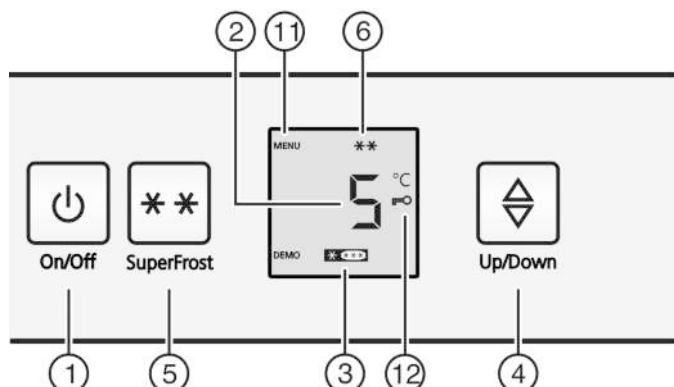 2 11 6
MENU
5 °C
On/Off SuperFrost DEMO Up/Down
1 5 3 12 4